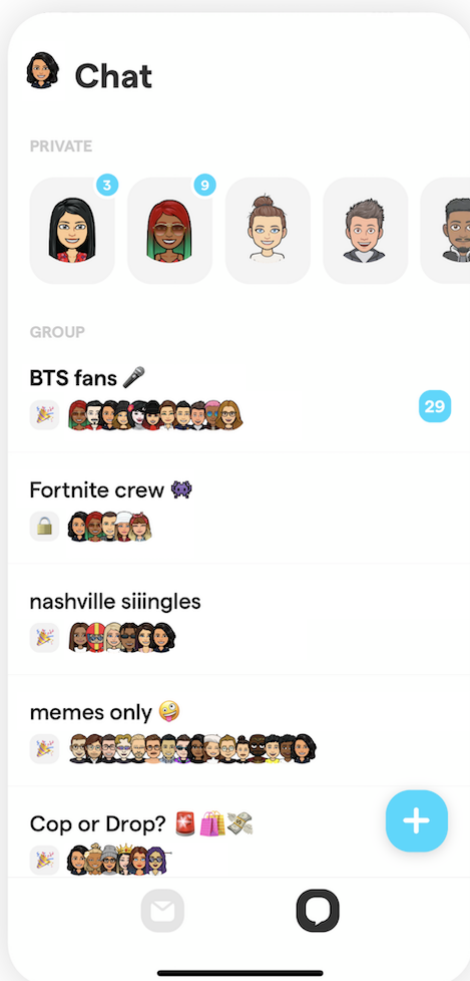 Chat
PRIVATE
3
9
GROUP
BTS fans 🎤
29
Fortnite crew 👾
nashville siiingles
memes only 🤪
Cop or Drop? 🚨🛍️💸